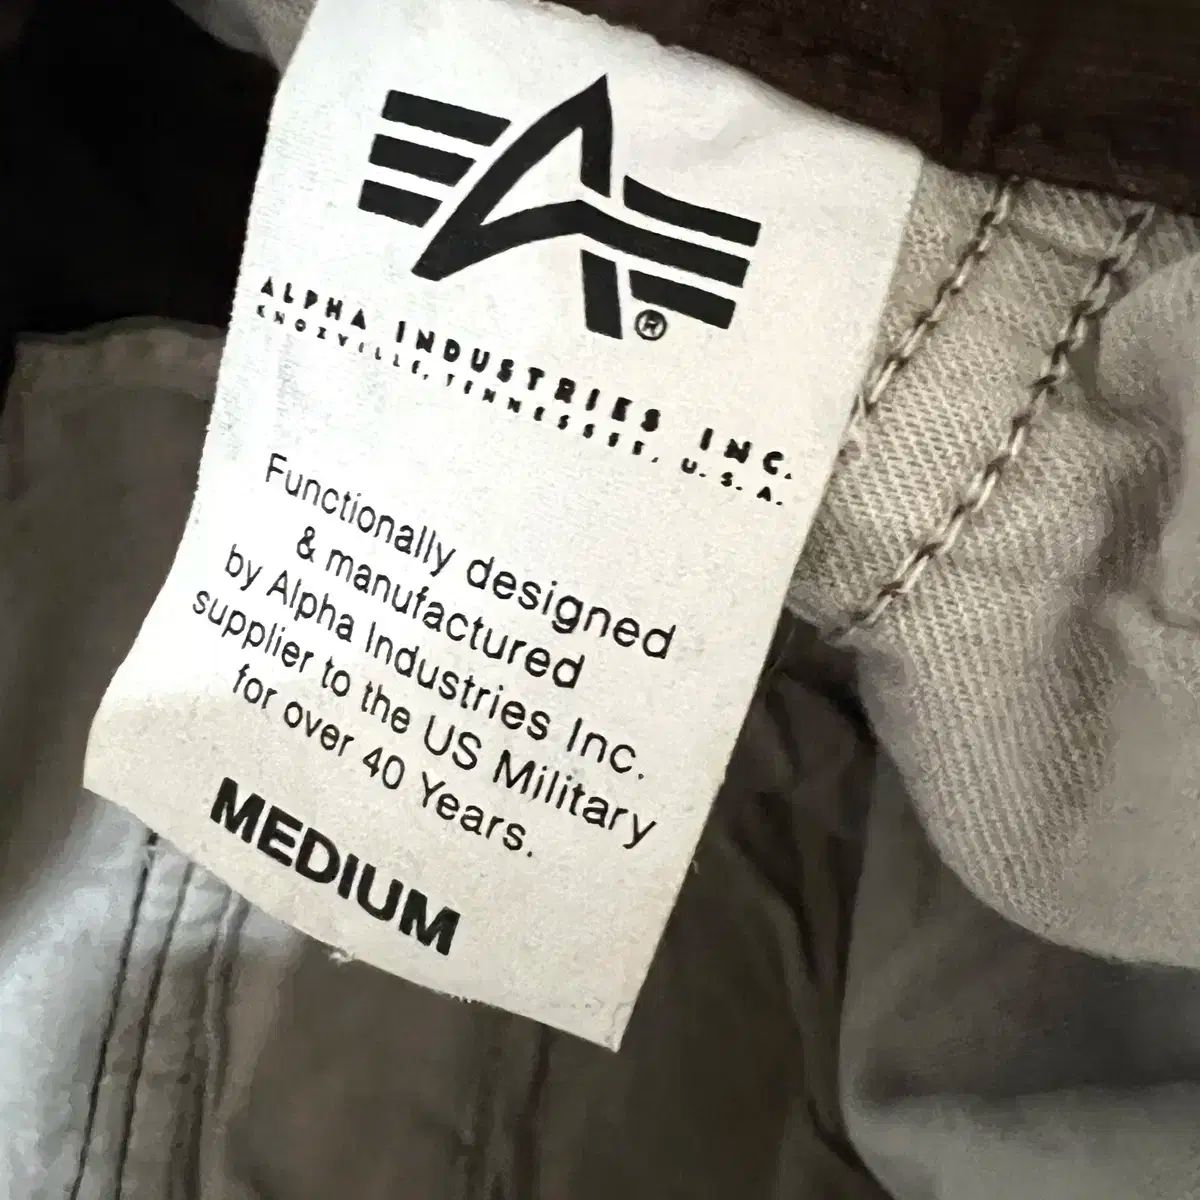 ALPHA INDUSTRIES INC.
KNOXVILLE, TENNESSEE, U.S.A.
Functionally designed
& manufactured
by Alpha Industries Inc.
supplier to the US Military
for over 40 Years.
MEDIUM